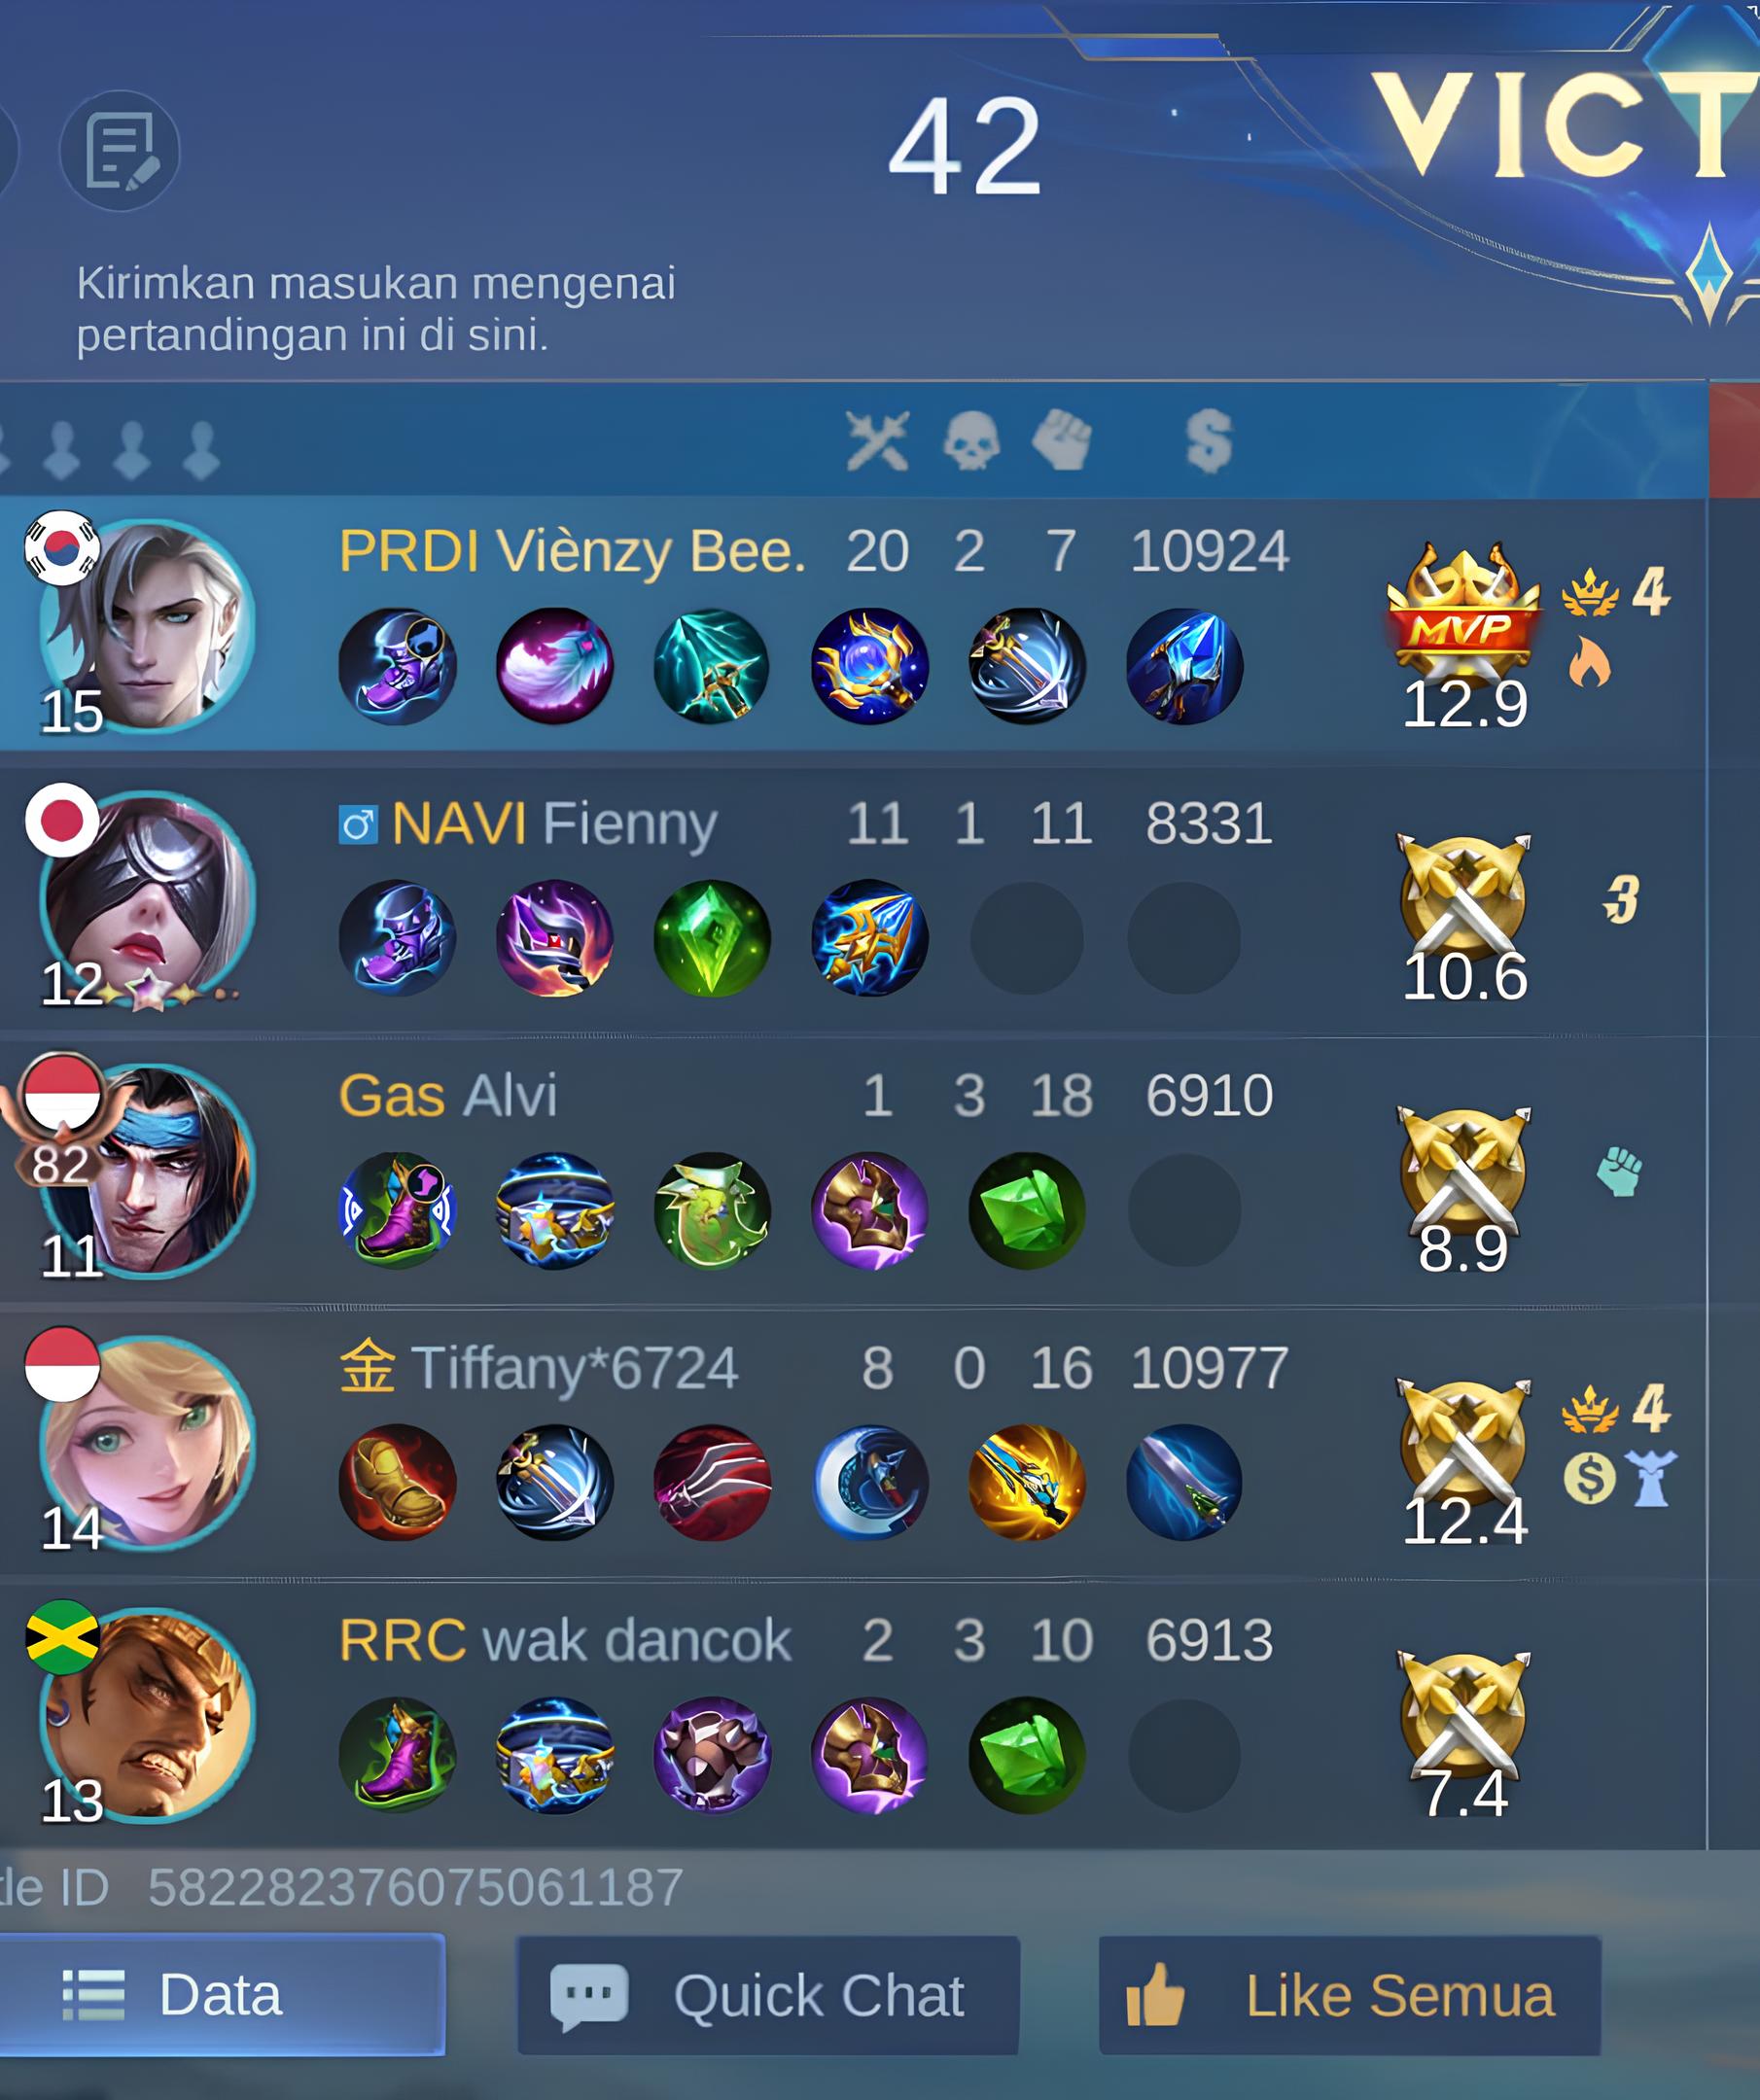 42
VICT
Kirimkan masukan mengenai
pertandingan ini di sini.
PRDI Viènzy Bee. 20 2 7 10924
MVP
4
15
12.9
NAVI Fienny 11 1 11 8331
3
12
10.6
Gas Alvi 1 3 18 6910
82
11
8.9
金 Tiffany*6724 8 0 16 10977
4
14
12.4
RRC wak dancok 2 3 10 6913
13
7.4
tle ID 582282376075061187
Data
Quick Chat
Like Semua